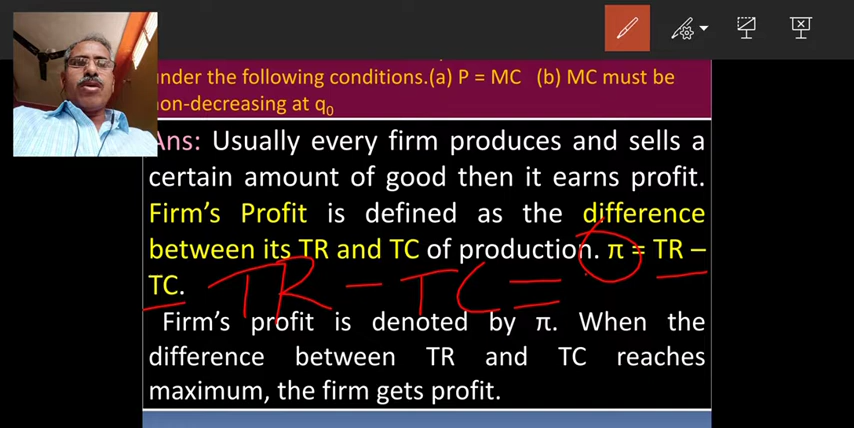 under the following conditions.(a) P = MC (b) MC must be
non-decreasing at q0
Ans: Usually every firm produces and sells a
certain amount of good then it earns profit.
Firm's Profit is defined as the difference
between its TR and TC of production. π = TR –
TC.
TR – TC =
Firm's profit is denoted by π. When the
difference between TR and TC reaches
maximum, the firm gets profit.